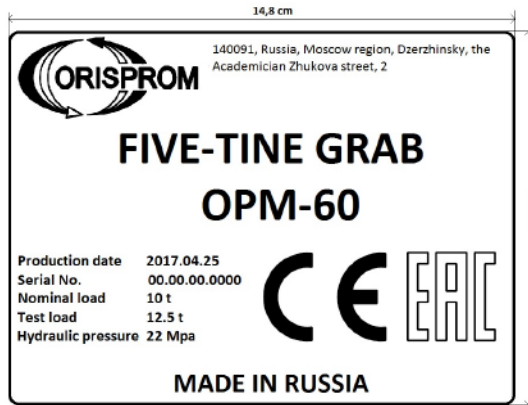 14,8 cm
ORISPROM
140091, Russia, Moscow region, Dzerzhinsky, the
Academician Zhukova street, 2
FIVE-TINE GRAB
OPM-60
Production date 2017.04.25
Serial No. 00.00.00.0000
Nominal load 10 t
Test load 12.5 t
Hydraulic pressure 22 Mpa
CE EAC
MADE IN RUSSIA